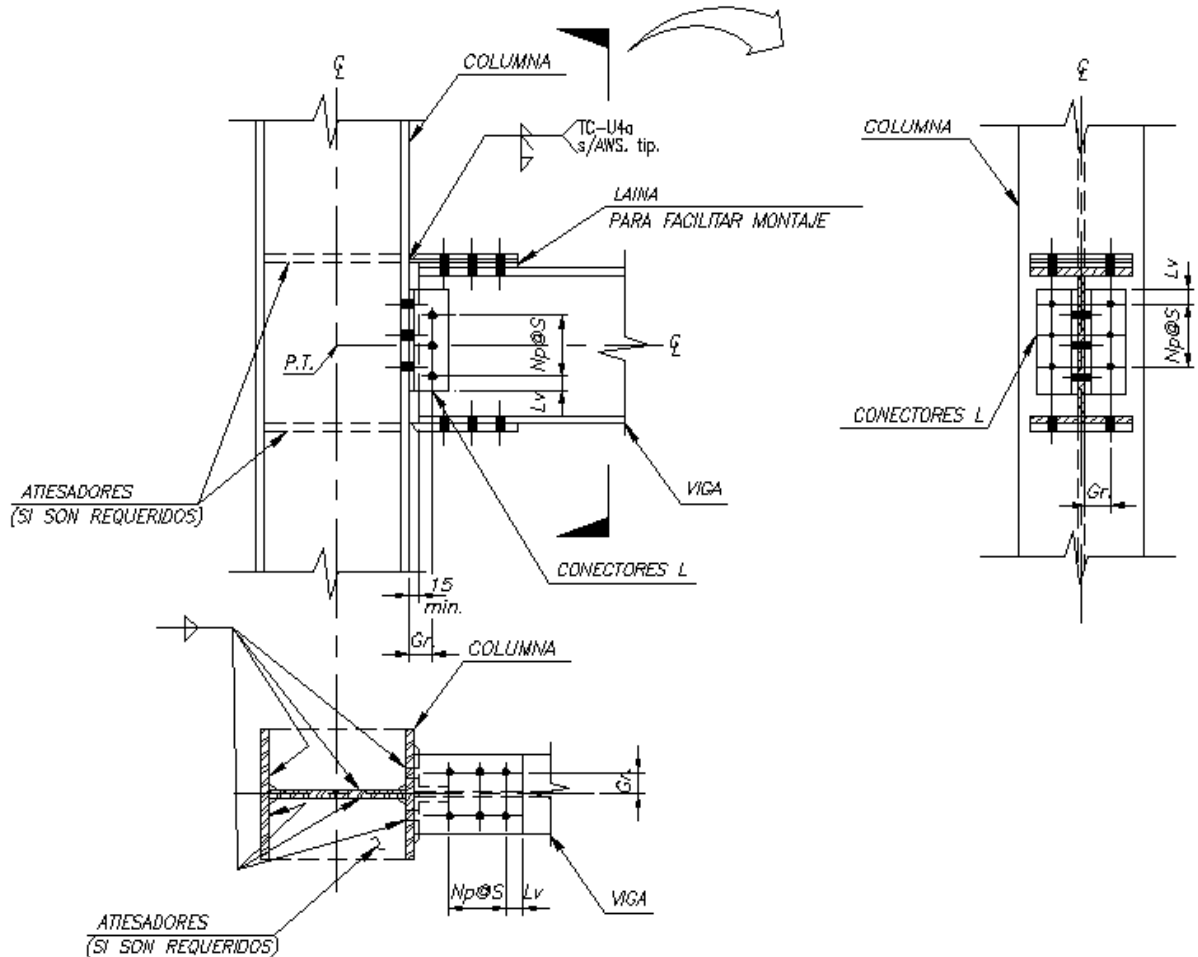 COLUMNA
TC-U4a
s/AWS. tip.
LAINA
PARA FACILITAR MONTAJE
Np@S
Lv
P.T.
ATIESADORES
(SI SON REQUERIDOS)
VIGA
CONECTORES L
15
min.
Gr.
COLUMNA
Lv
Np@S
CONECTORES L
Gr.
COLUMNA
Gr.
Np@S
Lv
VIGA
ATIESADORES
(SI SON REQUERIDOS)